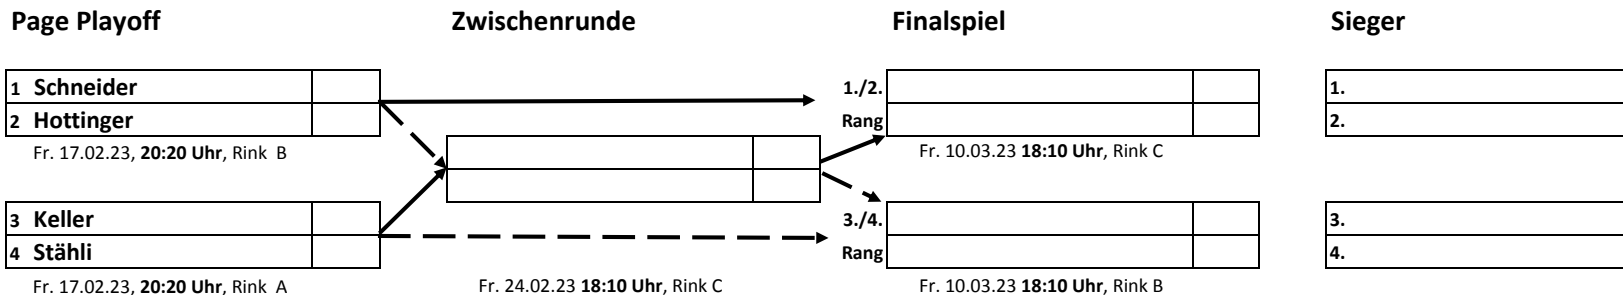 Page Playoff Zwischenrunde Finalspiel Sieger
1 Schneider 1./2. 1.
2 Hottinger Rang 2.
Fr. 17.02.23, 20:20 Uhr, Rink B Fr. 10.03.23 18:10 Uhr, Rink C
3 Keller 3./4. 3.
4 Stähli Rang 4.
Fr. 17.02.23, 20:20 Uhr, Rink A Fr. 24.02.23 18:10 Uhr, Rink C Fr. 10.03.23 18:10 Uhr, Rink B